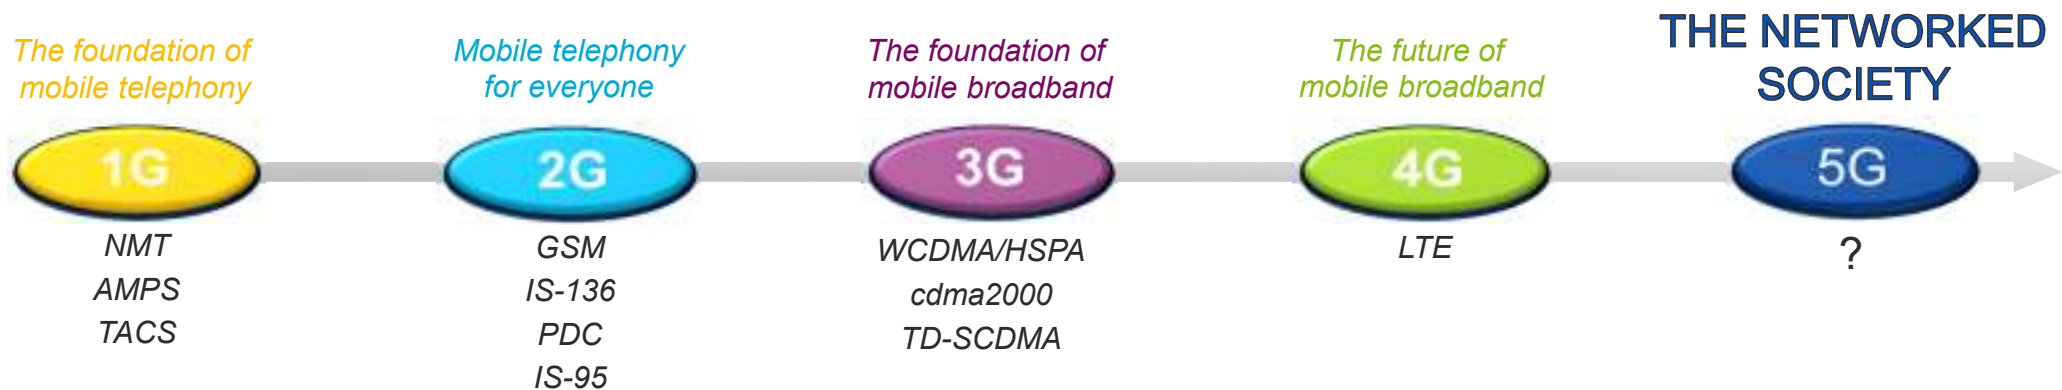 The foundation of
mobile telephony
1G
NMT
AMPS
TACS
Mobile telephony
for everyone
2G
GSM
IS-136
PDC
IS-95
The foundation of
mobile broadband
3G
WCDMA/HSPA
cdma2000
TD-SCDMA
The future of
mobile broadband
4G
LTE
THE NETWORKED
SOCIETY
5G
?